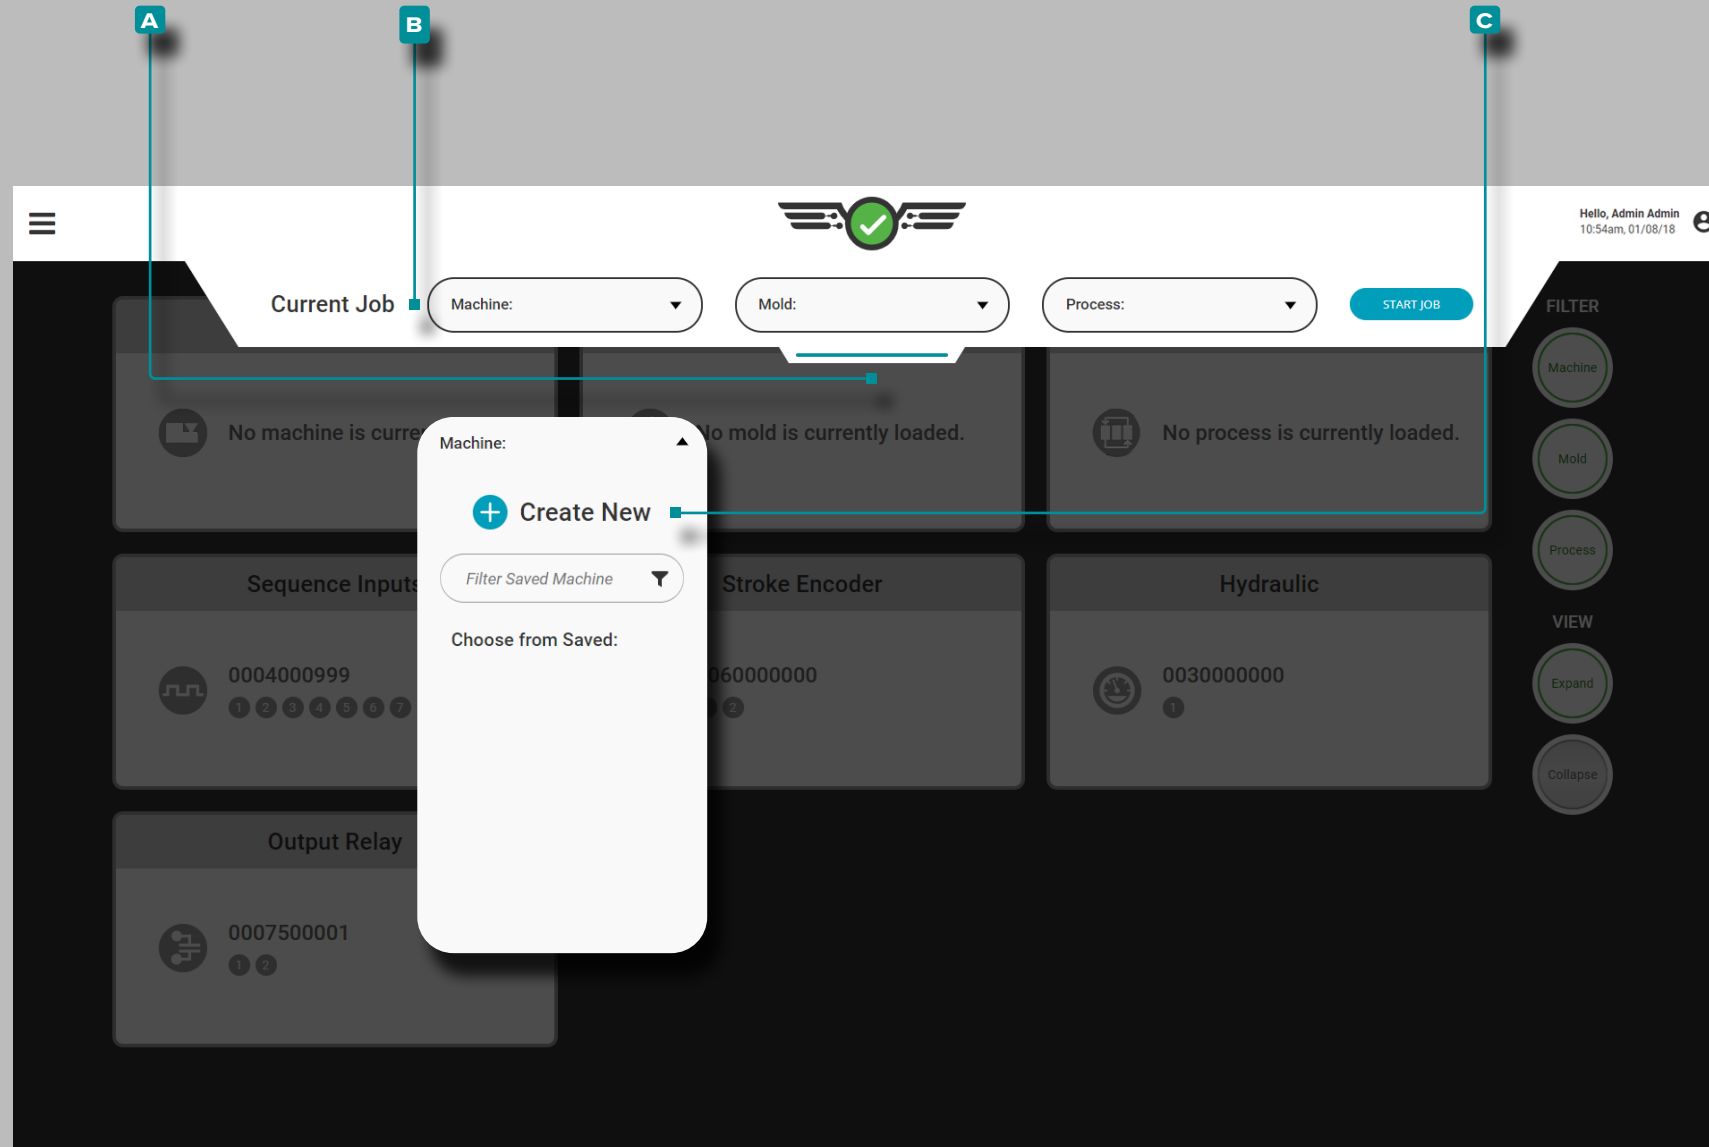 A
B
C
Hello, Admin Admin
10:54am, 01/08/18
Current Job
Machine:
Mold:
Process:
START JOB
FILTER
Machine
Mold
Process
VIEW
Expand
Collapse
No machine is curre
No mold is currently loaded.
No process is currently loaded.
Machine:
Create New
Filter Saved Machine
Choose from Saved:
Sequence Inputs
0004000999
1 2 3 4 5 6 7
Stroke Encoder
060000000
2
Hydraulic
0030000000
1
Output Relay
0007500001
1 2